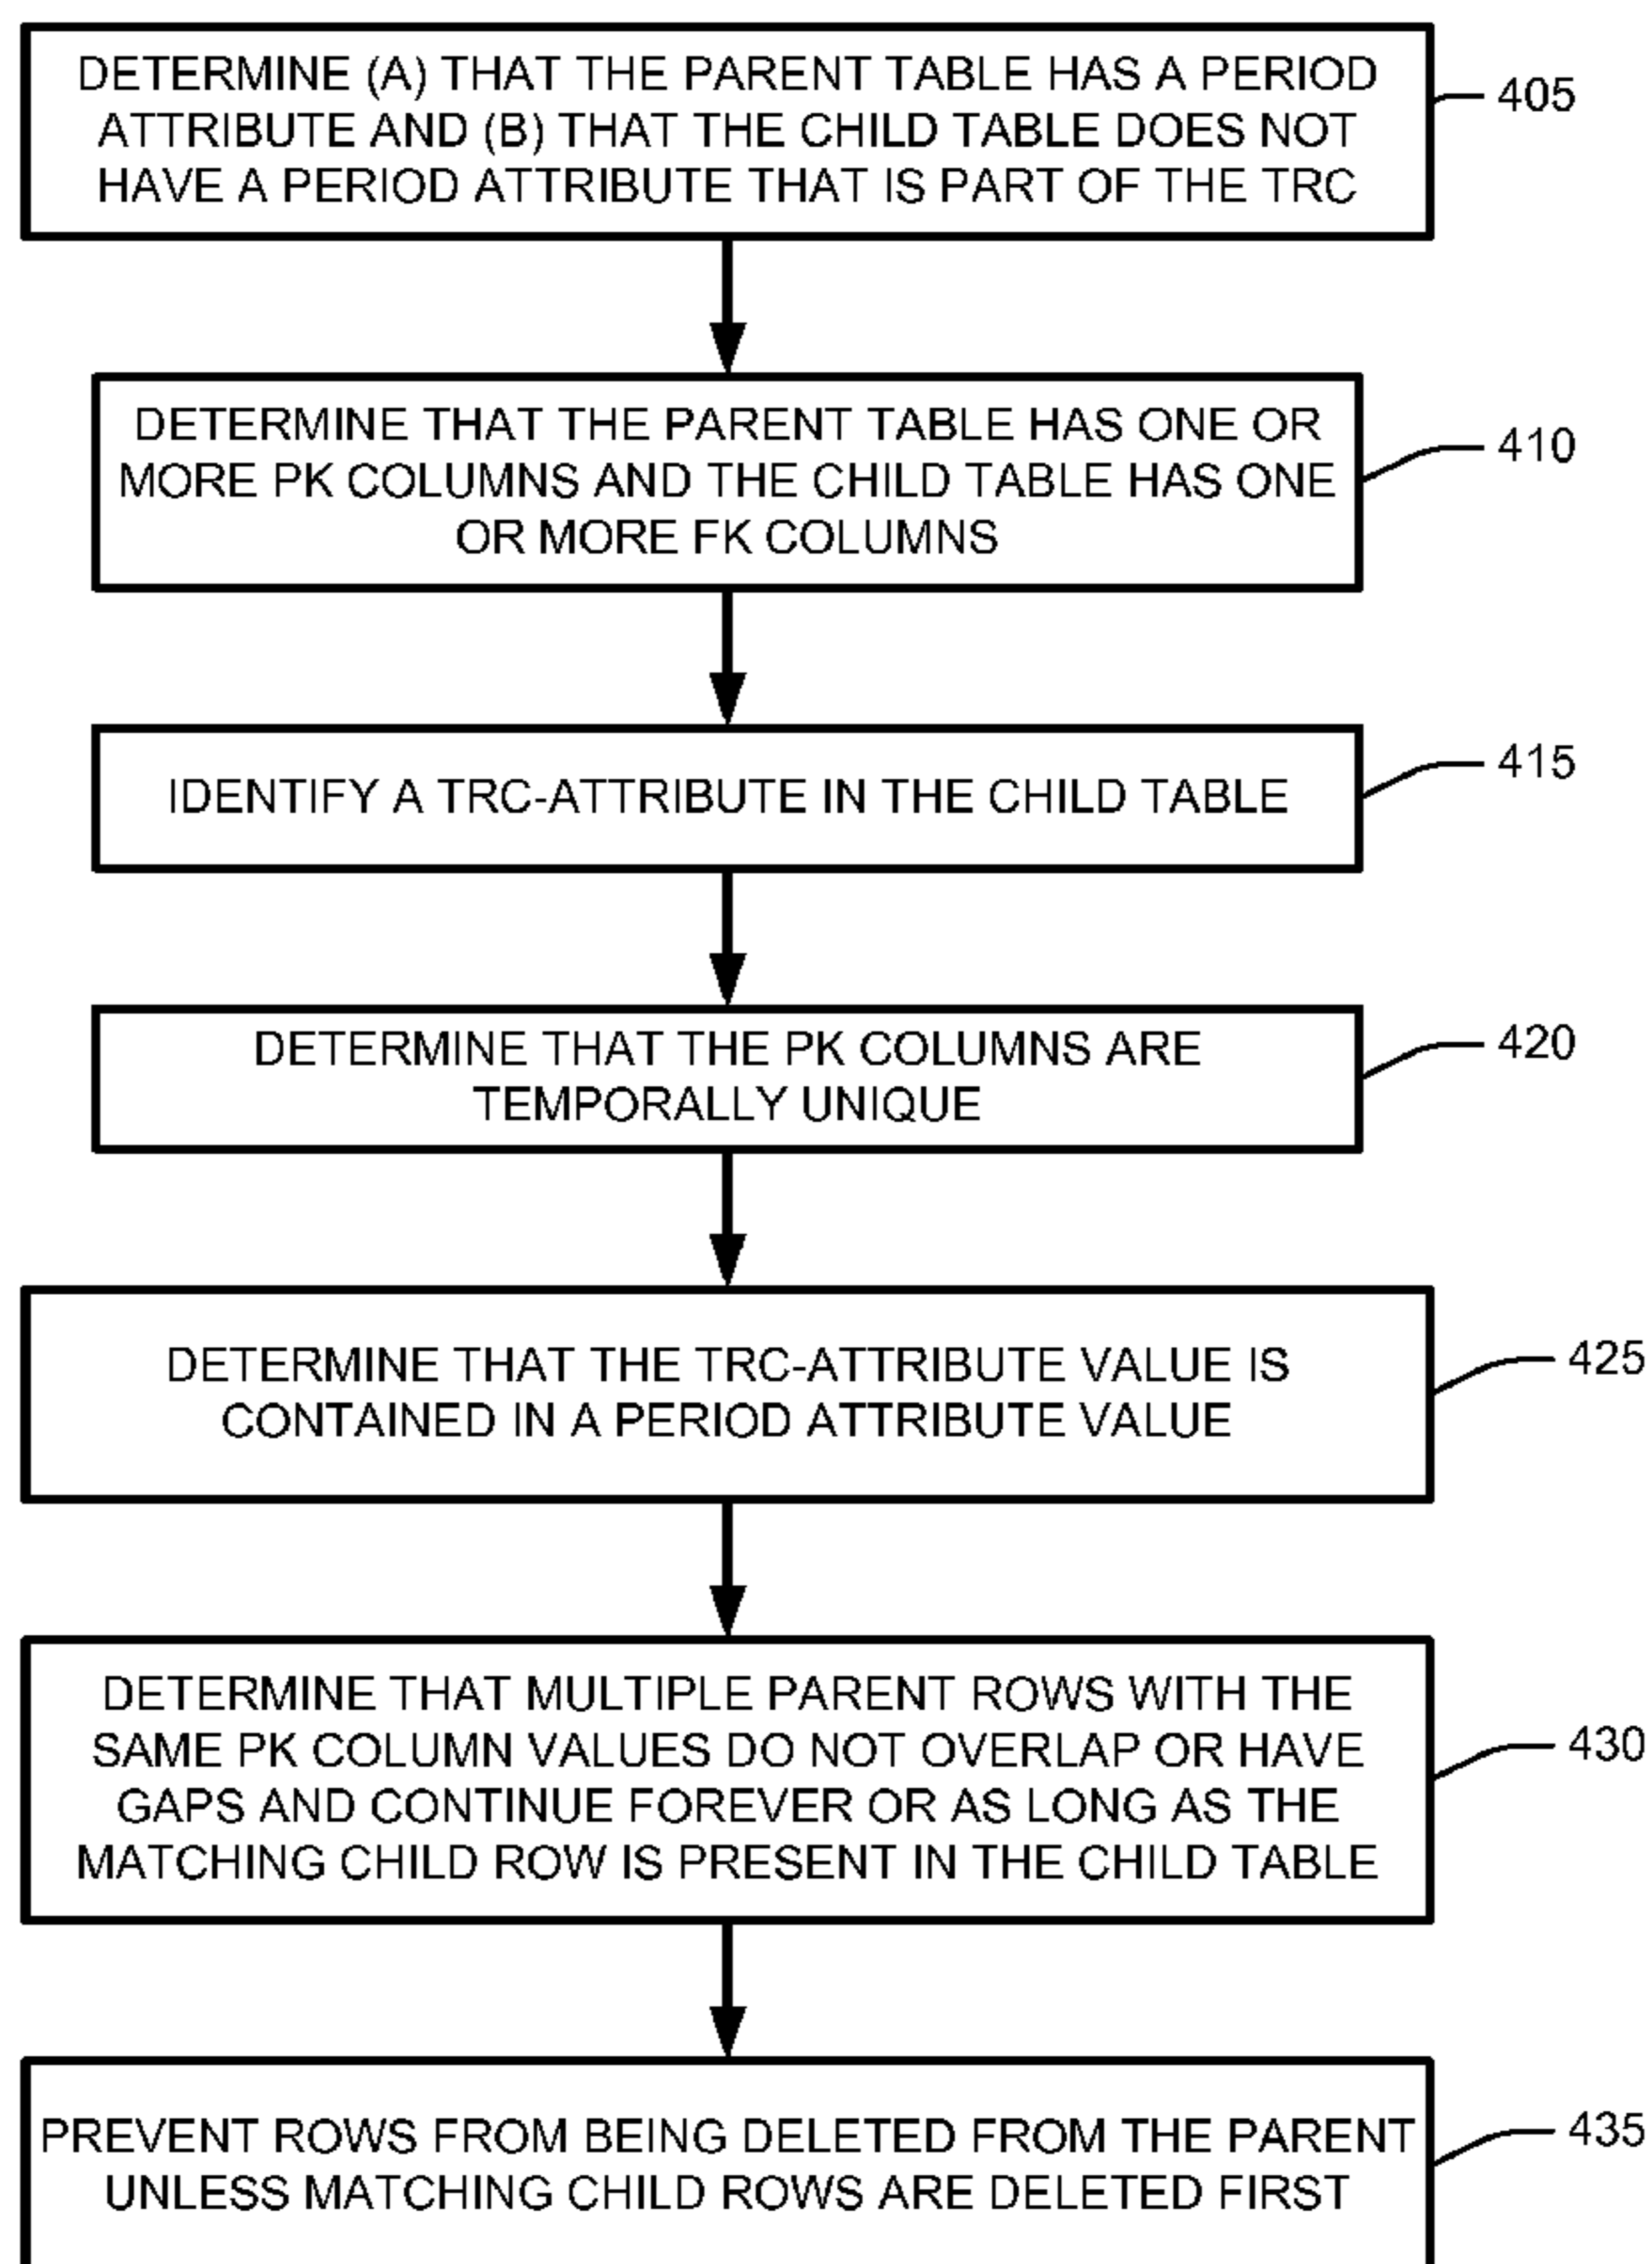 DETERMINE (A) THAT THE PARENT TABLE HAS A PERIOD
ATTRIBUTE AND (B) THAT THE CHILD TABLE DOES NOT
HAVE A PERIOD ATTRIBUTE THAT IS PART OF THE TRC
405
DETERMINE THAT THE PARENT TABLE HAS ONE OR
MORE PK COLUMNS AND THE CHILD TABLE HAS ONE
OR MORE FK COLUMNS
410
IDENTIFY A TRC-ATTRIBUTE IN THE CHILD TABLE
415
DETERMINE THAT THE PK COLUMNS ARE
TEMPORALLY UNIQUE
420
DETERMINE THAT THE TRC-ATTRIBUTE VALUE IS
CONTAINED IN A PERIOD ATTRIBUTE VALUE
425
DETERMINE THAT MULTIPLE PARENT ROWS WITH THE
SAME PK COLUMN VALUES DO NOT OVERLAP OR HAVE
GAPS AND CONTINUE FOREVER OR AS LONG AS THE
MATCHING CHILD ROW IS PRESENT IN THE CHILD TABLE
430
PREVENT ROWS FROM BEING DELETED FROM THE PARENT
UNLESS MATCHING CHILD ROWS ARE DELETED FIRST
435